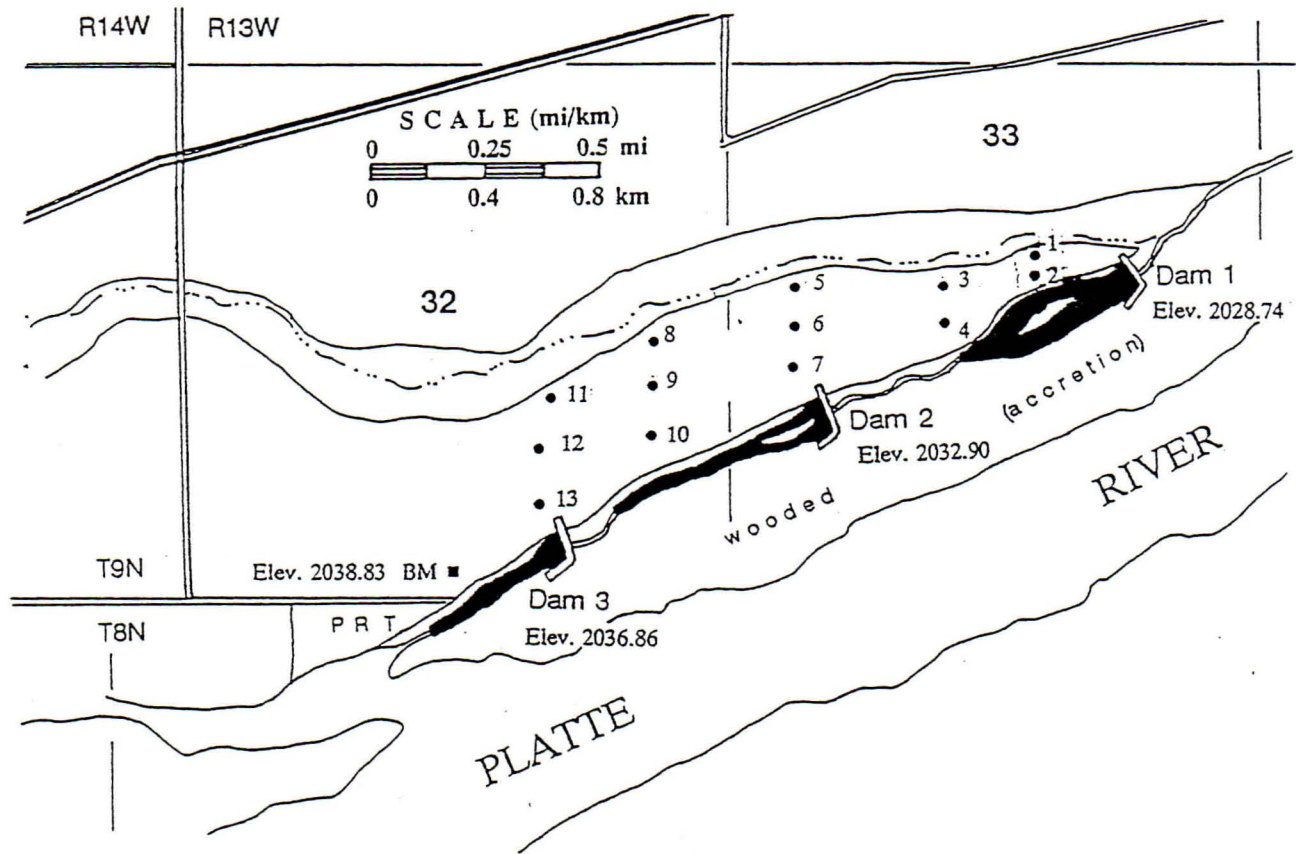 R14W
R13W
S C A L E (mi/km)
0 0.25 0.5 mi
0 0.4 0.8 km
33
32
1
2
3
4
5
6
7
8
9
10
11
12
13
Dam 1
Elev. 2028.74
(accretion)
Dam 2
Elev. 2032.90
wooded
RIVER
T9N
Elev. 2038.83 BM
T8N
P R T
Dam 3
Elev. 2036.86
PLATTE